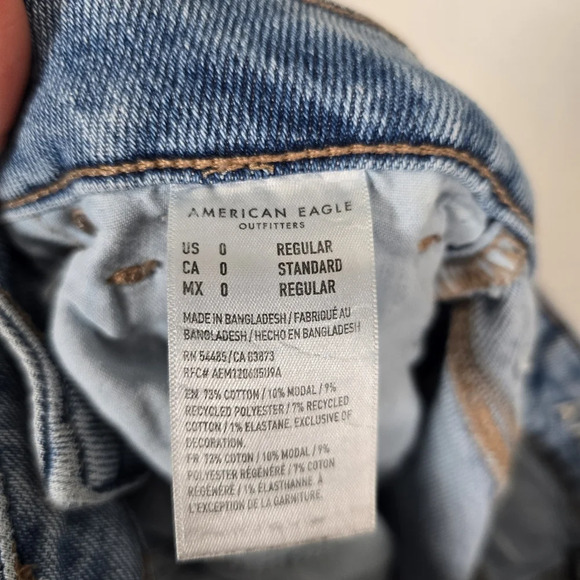 AMERICAN EAGLE
OUTFITTERS
US 0 REGULAR
CA 0 STANDARD
MX 0 REGULAR
MADE IN BANGLADESH / FABRIQUÉ AU
BANGLADESH / HECHO EN BANGLADESH
RN 54485 / CA 03873
RFC# AEM120605U9A
EN 73% COTTON / 10% MODAL / 9%
RECYCLED POLYESTER / 7% RECYCLED
COTTON / 1% ELASTANE. EXCLUSIVE OF
DECORATION.
FR 73% COTON / 10% MODAL / 9%
POLYESTER RÉGÉNÉRÉ / 7% COTON
RÉGÉNÉRÉ / 1% ÉLASTHANNE À
L'EXCEPTION DE LA GARNITURE.